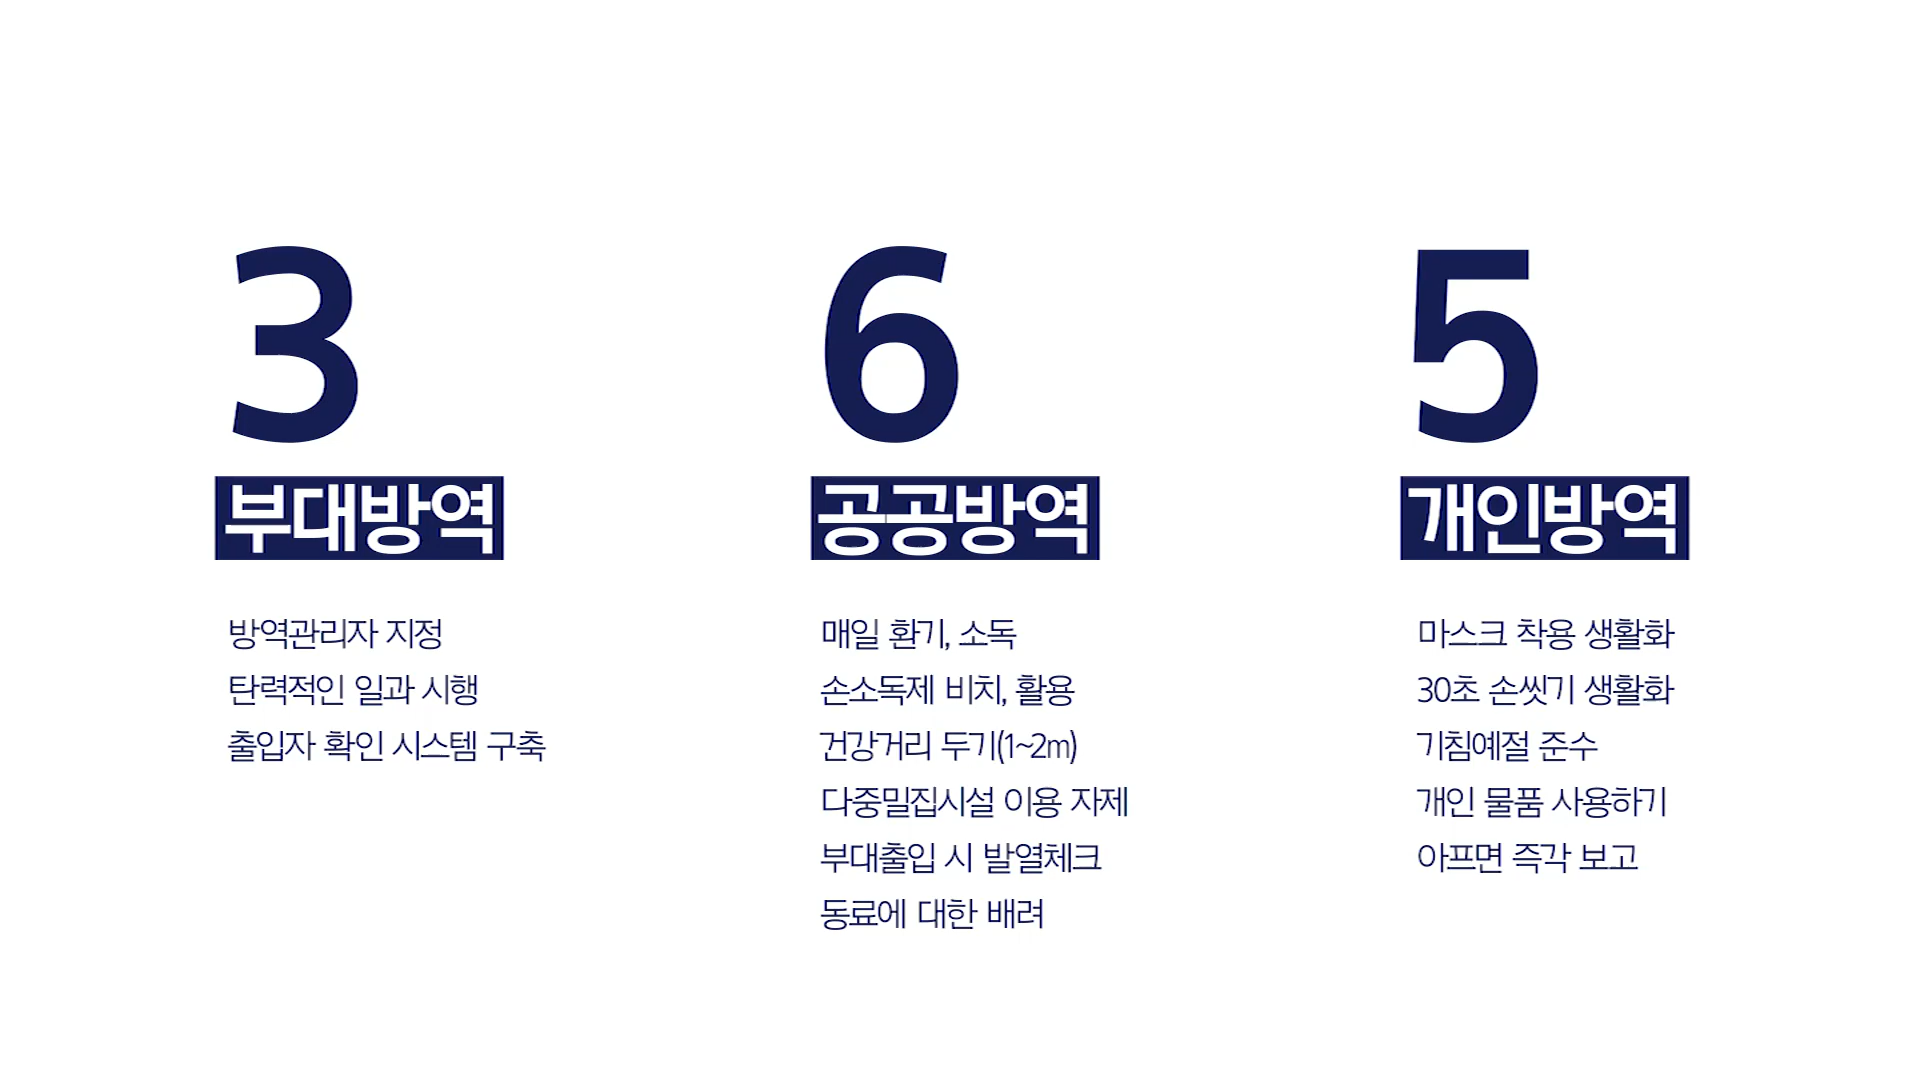 3
부대방역
방역관리자 지정
탄력적인 일과 시행
출입자 확인 시스템 구축
6
공공방역
매일 환기, 소독
손소독제 비치, 활용
건강거리 두기(1~2m)
다중밀집시설 이용 자제
부대출입 시 발열체크
동료에 대한 배려
5
개인방역
마스크 착용 생활화
30초 손씻기 생활화
기침예절 준수
개인 물품 사용하기
아프면 즉각 보고